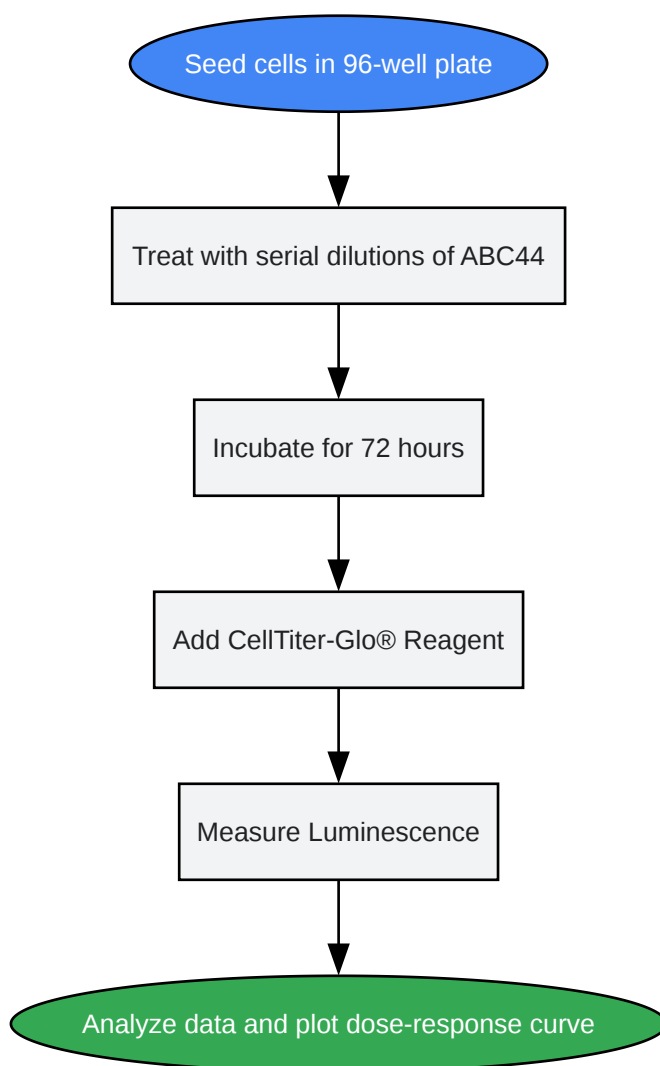 Seed cells in 96-well plate
Treat with serial dilutions of ABC44
Incubate for 72 hours
Add CellTiter-Glo® Reagent
Measure Luminescence
Analyze data and plot dose-response curve